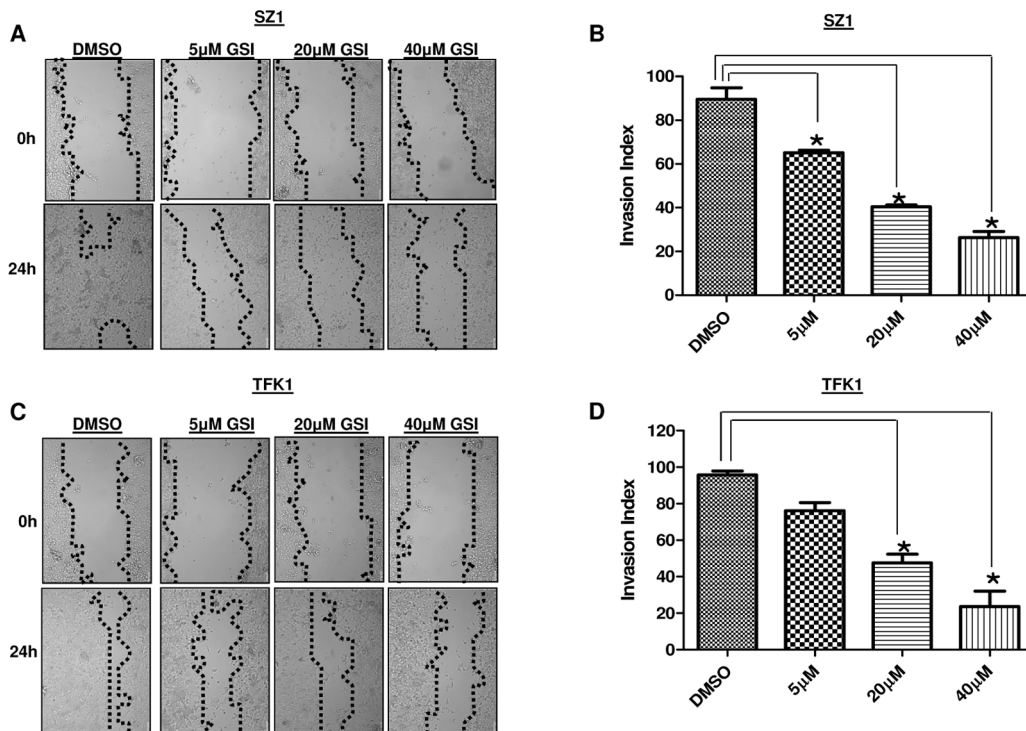 SZ1
A
DMSO 5µM GSI 20µM GSI 40µM GSI
0h
24h
SZ1
B
Invasion Index
100
80
60
40
20
0
* * *
DMSO 5µM 20µM 40µM
TFK1
C
DMSO 5µM GSI 20µM GSI 40µM GSI
0h
24h
TFK1
D
Invasion Index
120
100
80
60
40
20
0
* *
DMSO 5µM 20µM 40µM